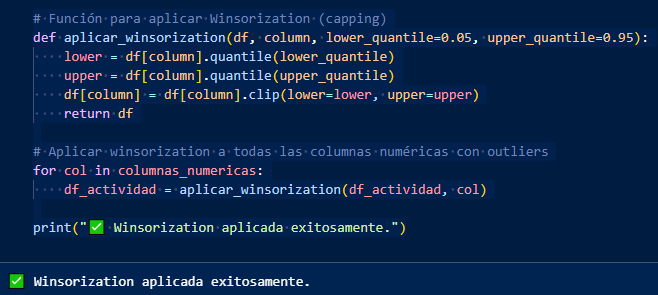 # Función para aplicar Winsorization (capping)
def aplicar_winsorization(df, column, lower_quantile=0.05, upper_quantile=0.95):
    lower = df[column].quantile(lower_quantile)
    upper = df[column].quantile(upper_quantile)
    df[column] = df[column].clip(lower=lower, upper=upper)
    return df
# Aplicar winsorization a todas las columnas numéricas con outliers
for col in columnas_numericas:
    df_actividad = aplicar_winsorization(df_actividad, col)
print("✅ Winsorization aplicada exitosamente.")
✅ Winsorization aplicada exitosamente.